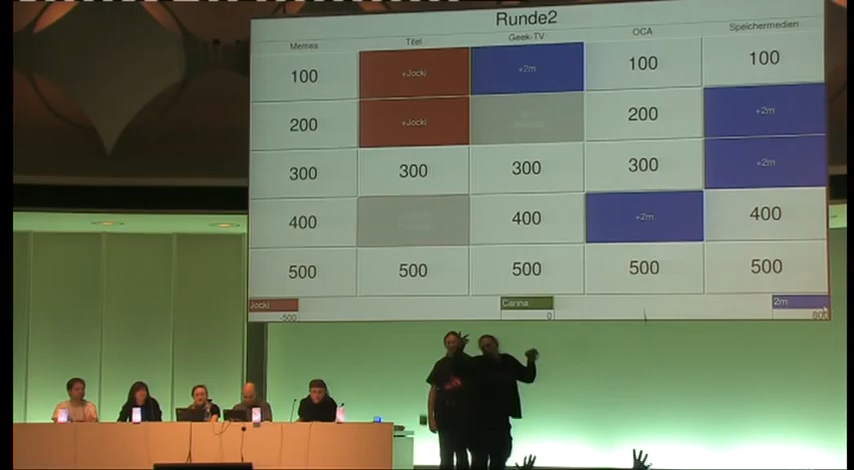 Runde2
Memes Titel Geek-TV OCA Speichermedien
100 +Jocki +2m 100 100
200 +Jocki 200 +2m
300 300 300 300 +2m
400 400 +2m 400
500 500 500 500 500
Jocki Carina 2m
-500 0 800